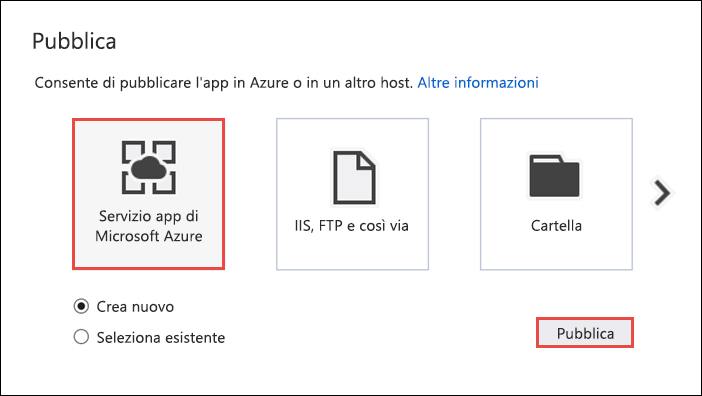 Pubblica
Consente di pubblicare l'app in Azure o in un altro host. Altre informazioni
Servizio app di
Microsoft Azure
IIS, FTP e così via
Cartella
Crea nuovo
Seleziona esistente
Pubblica